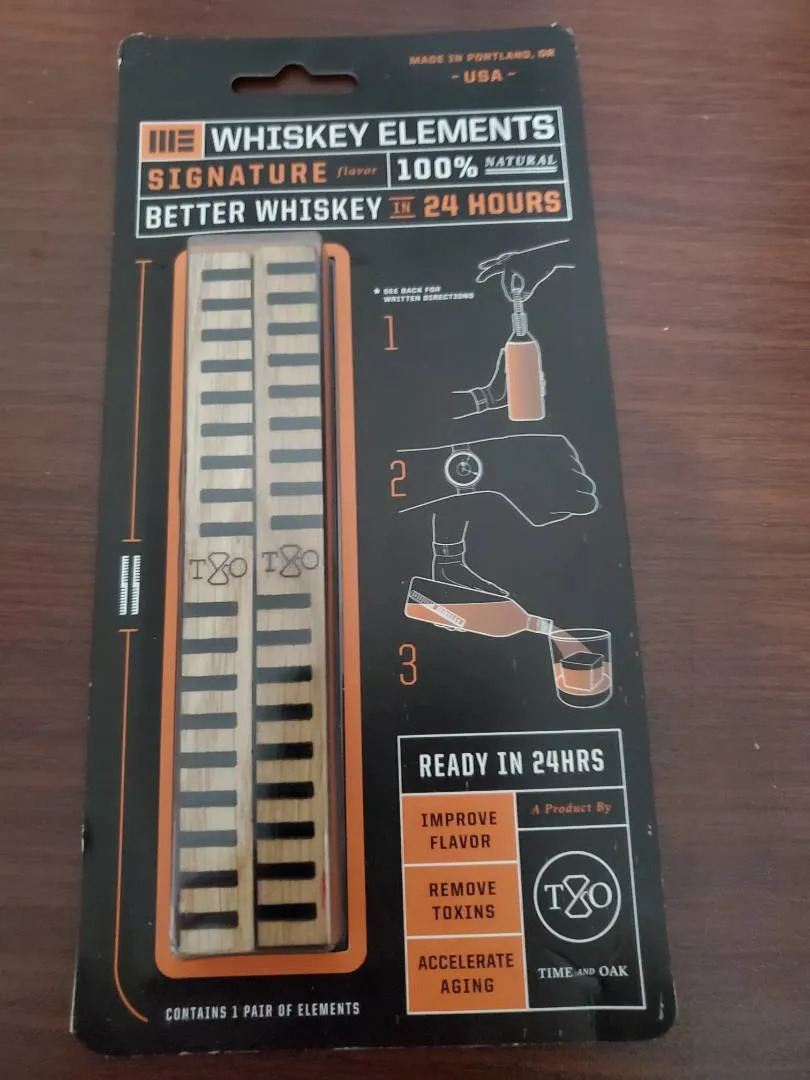 MADE IN PORTLAND, OR
- USA -
WHISKEY ELEMENTS
SIGNATURE flavor 100% NATURAL
BETTER WHISKEY IN 24 HOURS
* SEE BACK FOR
WRITTEN DIRECTIONS
1
2
T O T O
3
READY IN 24HRS
IMPROVE
FLAVOR
A Product By
REMOVE
TOXINS
T O
ACCELERATE
AGING
TIME AND OAK
CONTAINS 1 PAIR OF ELEMENTS